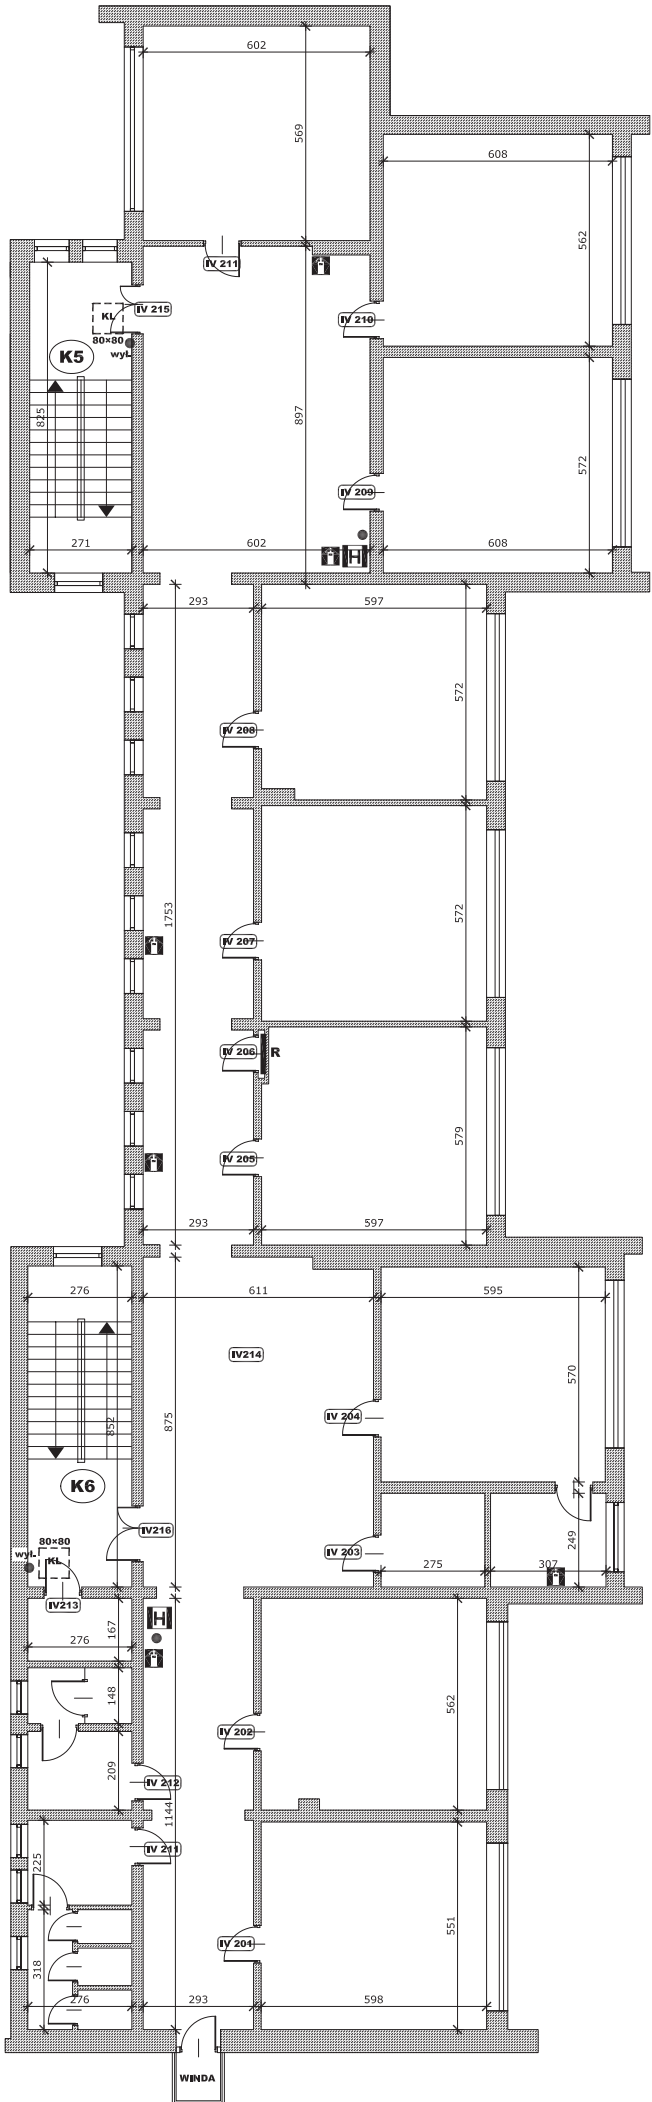 602
569
608
562
IV 211
IV 215
KL
80×80
wył.
K5
IV 210
825
897
572
IV 209
H
271
602
608
293
597
572
IV 208
1753
572
IV 207
IV 206
R
579
IV 205
293
597
276
611
595
IV214
570
852
875
IV 204
K6
IV216
80×80
wył.
KL
IV 203
249
275
307
IV213
167
H
276
562
148
IV 202
209
IV 212
1144
IV 211
225
551
IV 201
318
276
293
598
WINDA